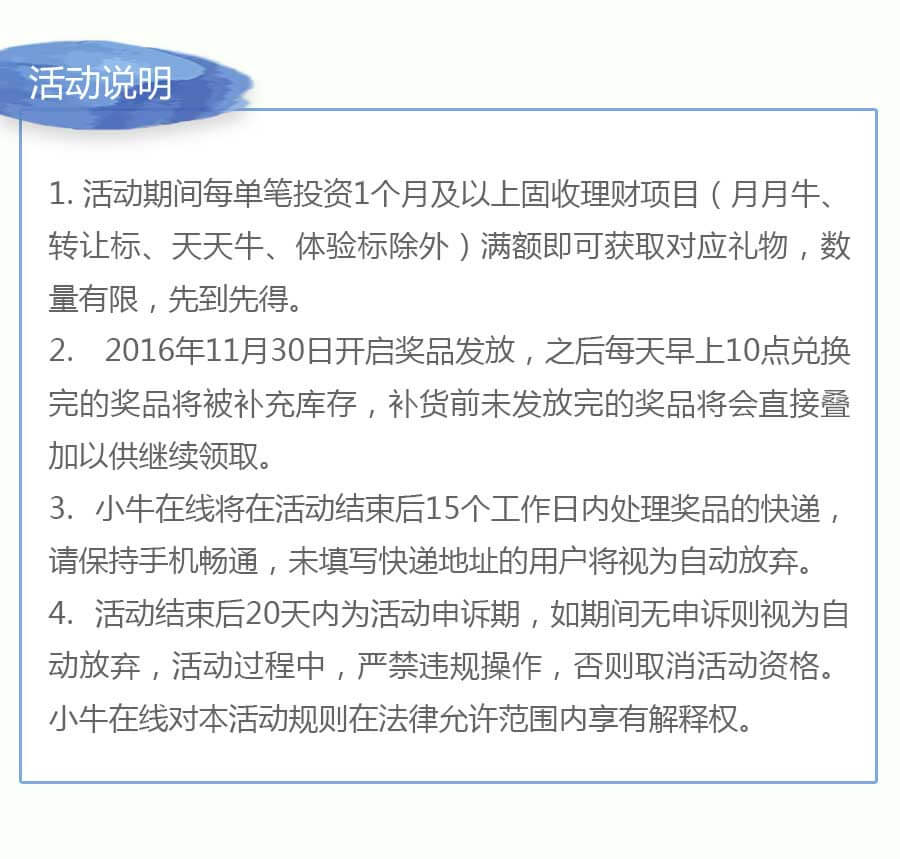 活动说明
1. 活动期间每单笔投资1个月及以上固收理财项目（月月牛、
转让标、天天牛、体验标除外）满额即可获取对应礼物，数
量有限，先到先得。
2. 2016年11月30日开启奖品发放，之后每天早上10点兑换
完的奖品将被补充库存，补货前未发放完的奖品将会直接叠
加以供继续领取。
3. 小牛在线将在活动结束后15个工作日内处理奖品的快递，
请保持手机畅通，未填写快递地址的用户将视为自动放弃。
4. 活动结束后20天内为活动申诉期，如期间无申诉则视为自
动放弃，活动过程中，严禁违规操作，否则取消活动资格。
小牛在线对本活动规则在法律允许范围内享有解释权。